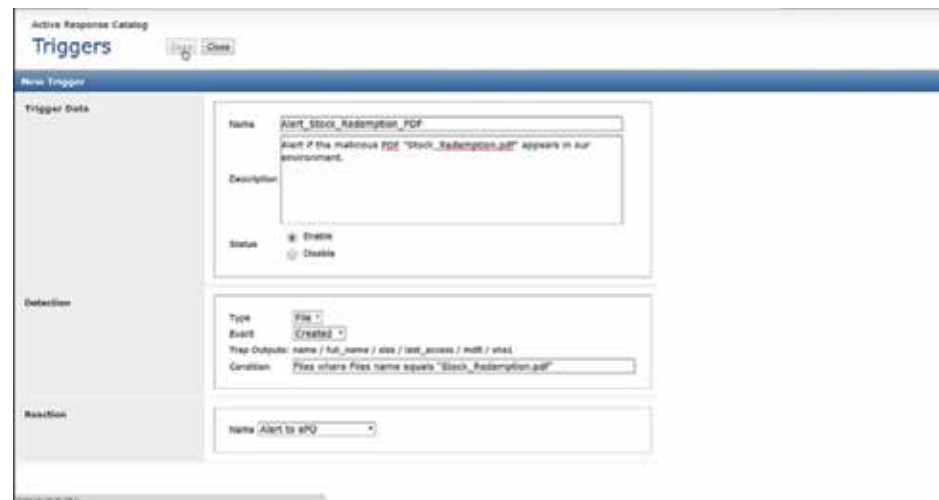 Active Response Catalog
Triggers
Save Close
New Trigger
Trigger Data
Name Alert_Stock_Redemption_PDF
Description Alert if the malicious PDF "Stock_Redemption.pdf" appears in our
environment.
Status Enable
Disable
Detection
Type File
Event Created
Trap Outputs: name / full_name / size / last_access / md5 / sha1
Condition Files where Files name equals "Stock_Redemption.pdf"
Reaction
Name Alert to ePO